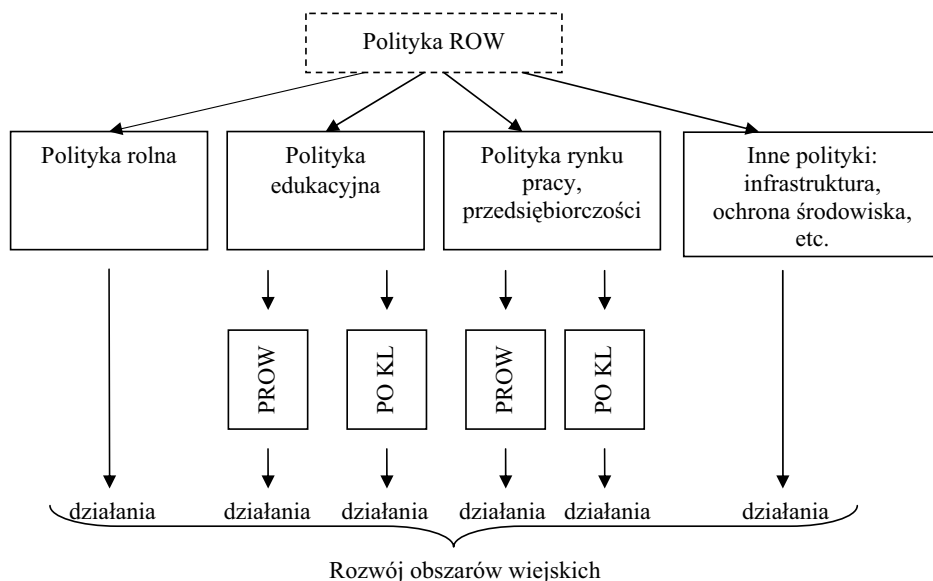 Polityka ROW
Polityka rolna
Polityka
edukacyjna
Polityka rynku
pracy,
przedsiębiorczości
Inne polityki:
infrastruktura,
ochrona środowiska,
etc.
PROW
PO KL
PROW
PO KL
działania
działania
działania
działania
działania
działania
Rozwój obszarów wiejskich